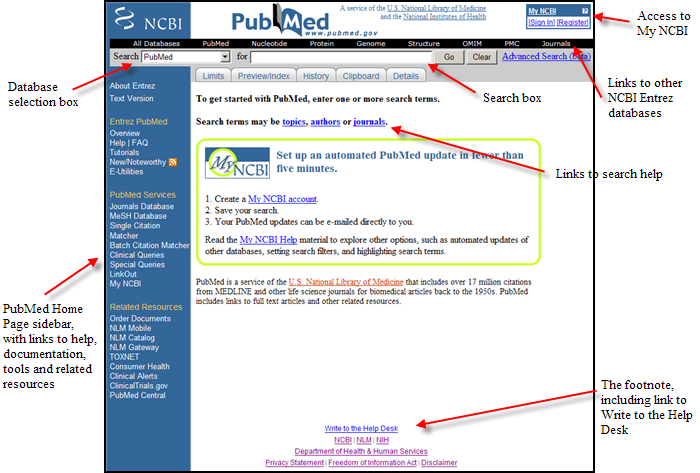 NCBI
PubMed
www.pubmed.gov
A service of the U.S. National Library of Medicine
and the National Institutes of Health
My NCBI ?
[Sign In] [Register]
Access to
My NCBI
All Databases PubMed Nucleotide Protein Genome Structure OMIM PMC Journals
Search PubMed for Go Clear Advanced Search (beta)
Limits Preview/Index History Clipboard Details
Database
selection box
Search box
Links to other
NCBI Entrez
databases
About Entrez
Text Version
Entrez PubMed
Overview
Help | FAQ
Tutorials
New/Noteworthy
E-Utilities
PubMed Services
Journals Database
MeSH Database
Single Citation
Matcher
Batch Citation Matcher
Clinical Queries
Special Queries
LinkOut
My NCBI
Related Resources
Order Documents
NLM Mobile
NLM Catalog
NLM Gateway
TOXNET
Consumer Health
Clinical Alerts
ClinicalTrials.gov
PubMed Central
To get started with PubMed, enter one or more search terms.
Search terms may be topics, authors or journals.
Links to search help
My NCBI
Set up an automated PubMed update in fewer than
five minutes.
1. Create a My NCBI account.
2. Save your search.
3. Your PubMed updates can be e-mailed directly to you.
Read the My NCBI Help material to explore other options, such as automated updates of
other databases, setting search filters, and highlighting search terms.
PubMed is a service of the U.S. National Library of Medicine that includes over 17 million citations
from MEDLINE and other life science journals for biomedical articles back to the 1950s. PubMed
includes links to full text articles and other related resources.
PubMed Home
Page sidebar,
with links to help,
documentation,
tools and related
resources
The footnote,
including link to
Write to the Help
Desk
Write to the Help Desk
NCBI | NLM | NIH
Department of Health & Human Services
Privacy Statement | Freedom of Information Act | Disclaimer